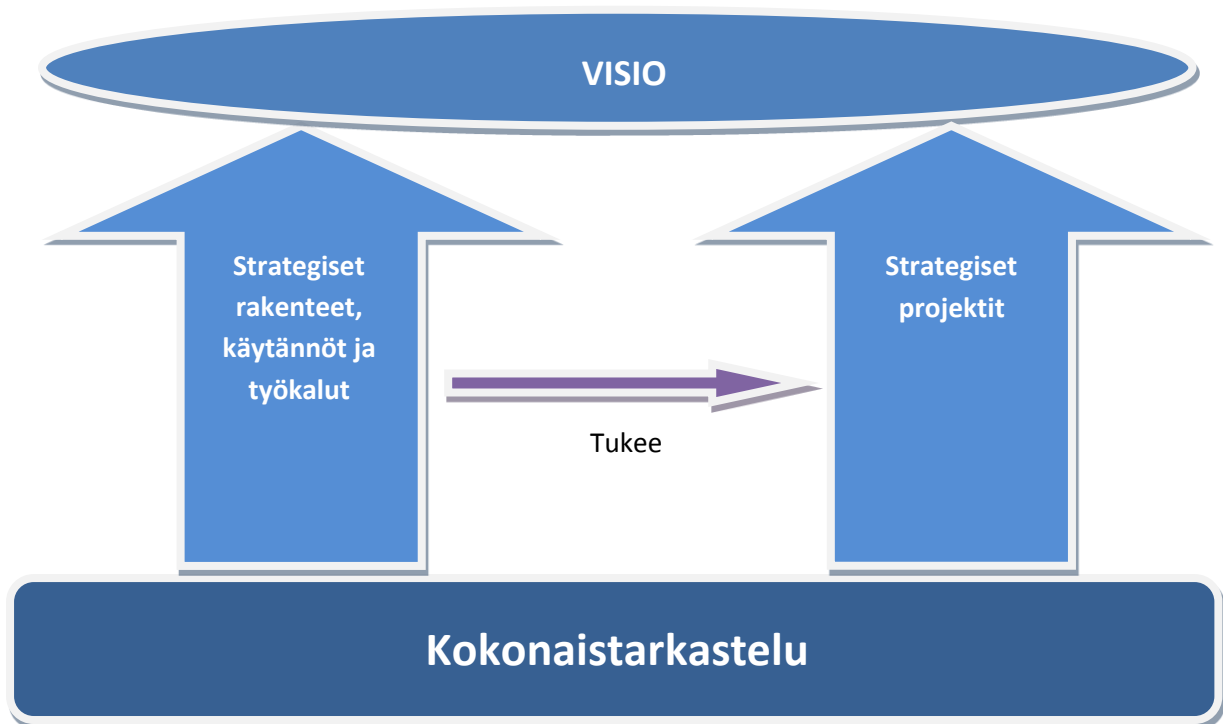 VISIO
Strategiset
rakenteet,
käytännöt ja
työkalut
Strategiset
projektit
Tukee
Kokonaistarkastelu